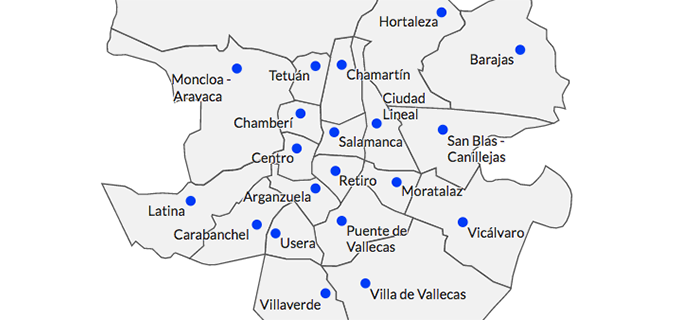 Hortaleza
Barajas
Moncloa -
Aravaca
Tetuán
Chamartín
Ciudad
Lineal
Chamberí
Salamanca
San Blas -
Canillejas
Centro
Retiro
Moratalaz
Arganzuela
Latina
Carabanchel
Usera
Puente de
Vallecas
Vicálvaro
Villaverde
Villa de Vallecas